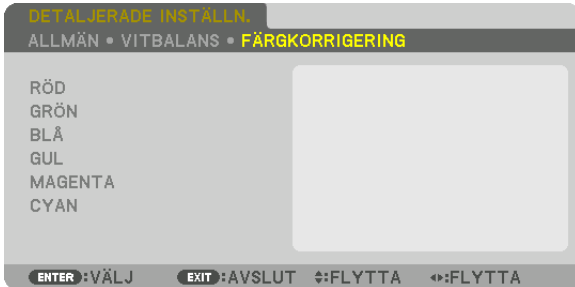 DETALJERADE INSTÄLLN.
ALLMÄN • VITBALANS • FÄRGKORRIGERING
RÖD
GRÖN
BLÅ
GUL
MAGENTA
CYAN
ENTER:VÄLJ EXIT:AVSLUT :FLYTTA :FLYTTA